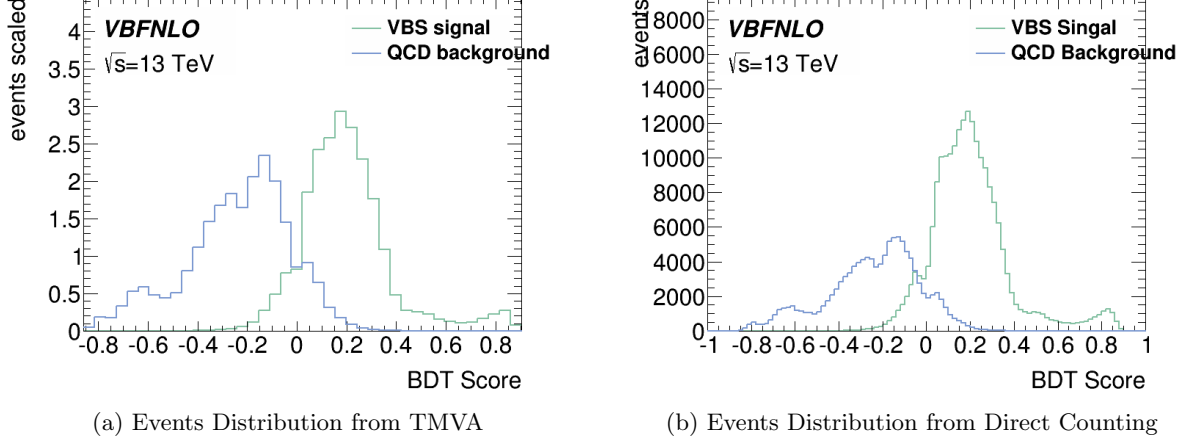 events scaled
4
3.5
3
2.5
2
1.5
1
0.5
0
VBFNLO
√s=13 TeV
VBS signal
QCD background
-0.8 -0.6 -0.4 -0.2 0 0.2 0.4 0.6 0.8
BDT Score
(a) Events Distribution from TMVA
events
18000
16000
14000
12000
10000
8000
6000
4000
2000
0
VBFNLO
√s=13 TeV
VBS Singal
QCD Background
-1 -0.8 -0.6 -0.4 -0.2 0 0.2 0.4 0.6 0.8 1
BDT Score
(b) Events Distribution from Direct Counting